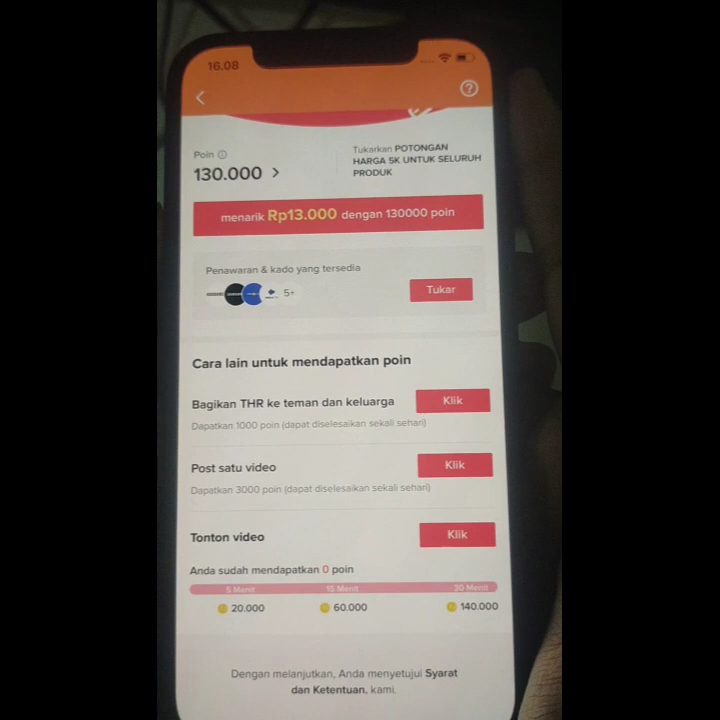 16.08
Poin
130.000
Tukarkan POTONGAN
HARGA 5K UNTUK SELURUH
PRODUK
menarik Rp13.000 dengan 130000 poin
Penawaran & kado yang tersedia
5+
Tukar
Cara lain untuk mendapatkan poin
Bagikan THR ke teman dan keluarga
Klik
Dapatkan 1000 poin (dapat diselesaikan sekali sehari)
Post satu video
Klik
Dapatkan 3000 poin (dapat diselesaikan sekali sehari)
Tonton video
Klik
Anda sudah mendapatkan 0 poin
5 Menit 15 Menit 30 Menit
20.000 60.000 140.000
Dengan melanjutkan, Anda menyetujui Syarat
dan Ketentuan. kami.